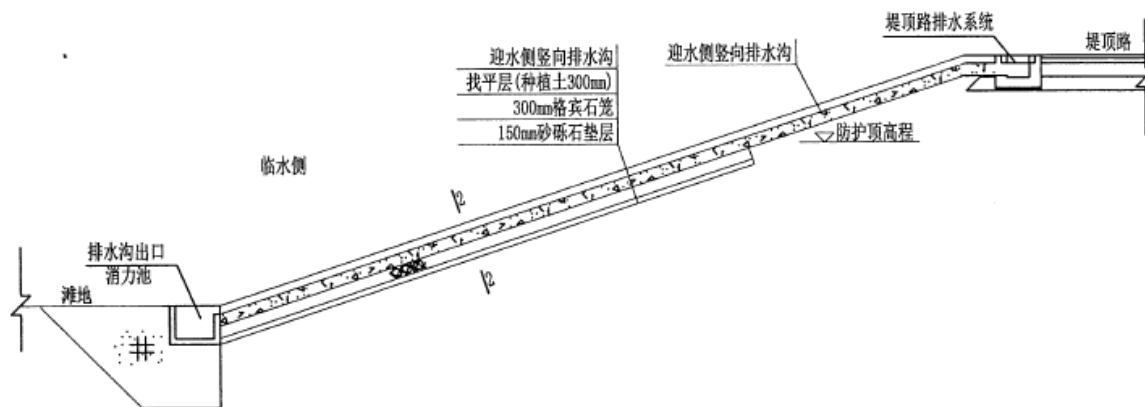 堤顶路排水系统
堤顶路
迎水侧竖向排水沟
找平层(种植土300mm)
300mm格宾石笼
150mm砂砾石垫层
迎水侧竖向排水沟
防护顶高程
临水侧
2
2
排水沟出口
消力池
滩地